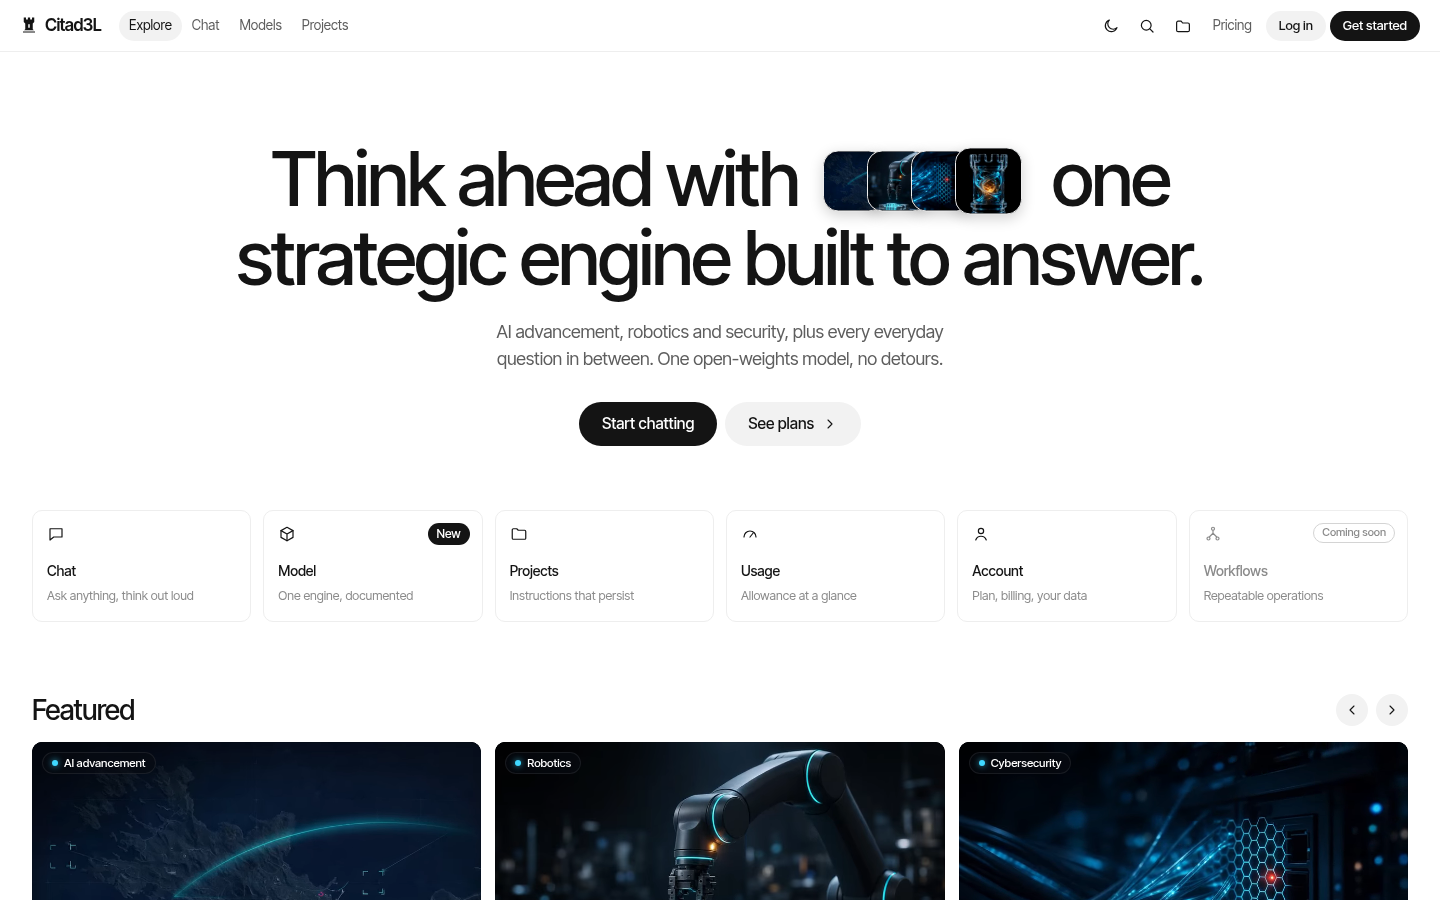 Citad3L
Explore
Chat
Models
Projects
Pricing
Log in
Get started
Think ahead with one
strategic engine built to answer.
AI advancement, robotics and security, plus every everyday
question in between. One open-weights model, no detours.
Start chatting
See plans
Chat
Ask anything, think out loud
New
Model
One engine, documented
Projects
Instructions that persist
Usage
Allowance at a glance
Account
Plan, billing, your data
Coming soon
Workflows
Repeatable operations
Featured
AI advancement
Robotics
Cybersecurity